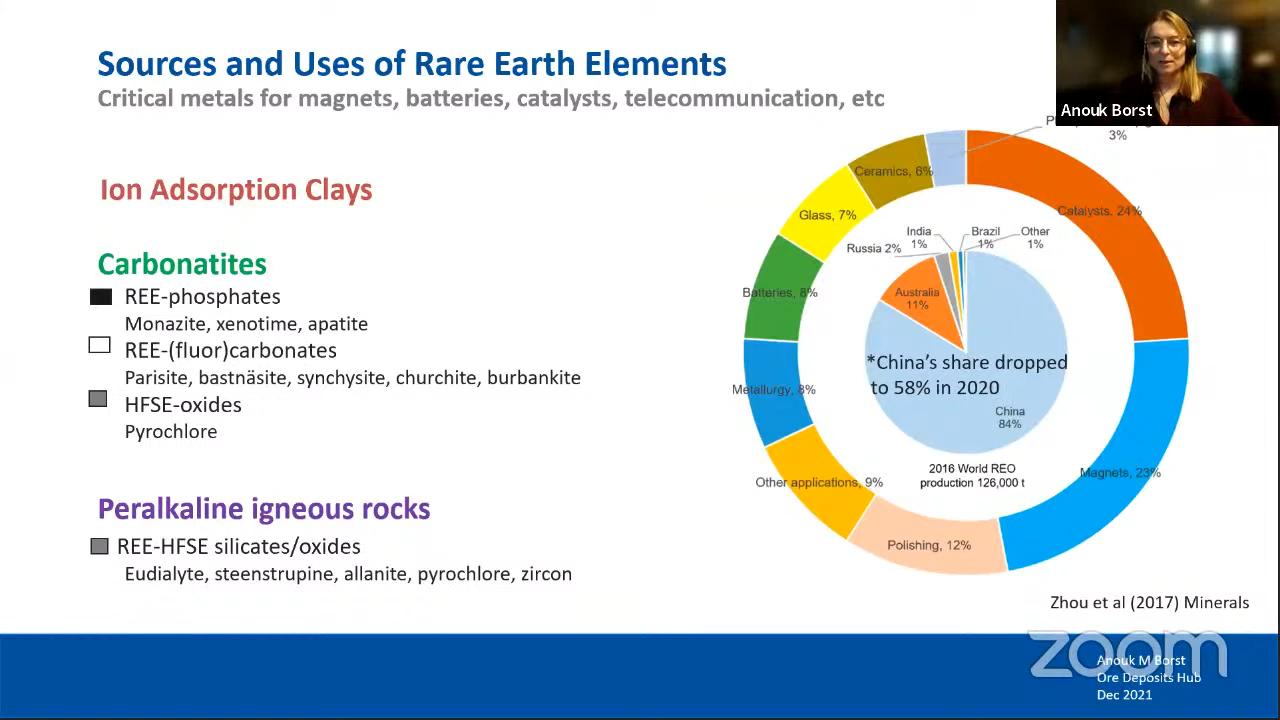 Sources and Uses of Rare Earth Elements
Critical metals for magnets, batteries, catalysts, telecommunication, etc
Anouk Borst
Ion Adsorption Clays
Carbonatites
REE-phosphates
Monazite, xenotime, apatite
REE-(fluor)carbonates
Parisite, bastnäsite, synchysite, churchite, burbankite
HFSE-oxides
Pyrochlore
Peralkaline igneous rocks
REE-HFSE silicates/oxides
Eudialyte, steenstrupine, allanite, pyrochlore, zircon
3%
Ceramics, 6%
Catalysts, 24%
Glass, 7%
India
1%
Brazil
1%
Other
1%
Russia 2%
Batteries, 8%
Australia
11%
*China's share dropped
to 58% in 2020
Metallurgy, 8%
China
84%
2016 World REO
production 126,000 t
Magnets, 23%
Other applications, 9%
Polishing, 12%
Zhou et al (2017) Minerals
zoom
Anouk M Borst
Ore Deposits Hub
Dec 2021